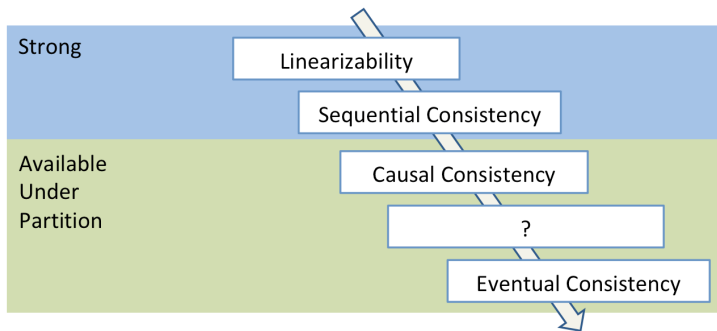 Strong
Linearizability
Sequential Consistency
Available
Under
Partition
Causal Consistency
?
Eventual Consistency